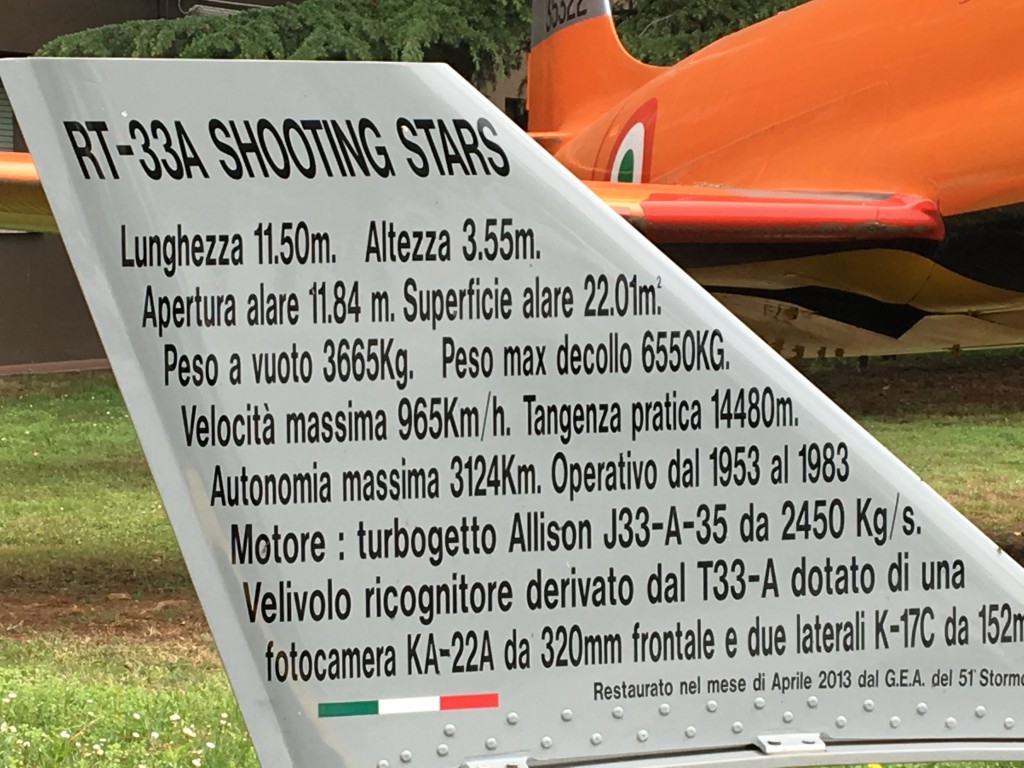 35322
RT-33A SHOOTING STARS
Lunghezza 11.50m. Altezza 3.55m.
Apertura alare 11.84 m. Superficie alare 22.01m²
Peso a vuoto 3665Kg. Peso max decollo 6550KG.
Velocità massima 965Km/h. Tangenza pratica 14480m.
Autonomia massima 3124Km. Operativo dal 1953 al 1983
Motore : turbogetto Allison J33-A-35 da 2450 Kg/s.
Velivolo ricognitore derivato dal T33-A dotato di una
fotocamera KA-22A da 320mm frontale e due laterali K-17C da 152m
Restaurato nel mese di Aprile 2013 dal G.E.A. del 51° Stormo